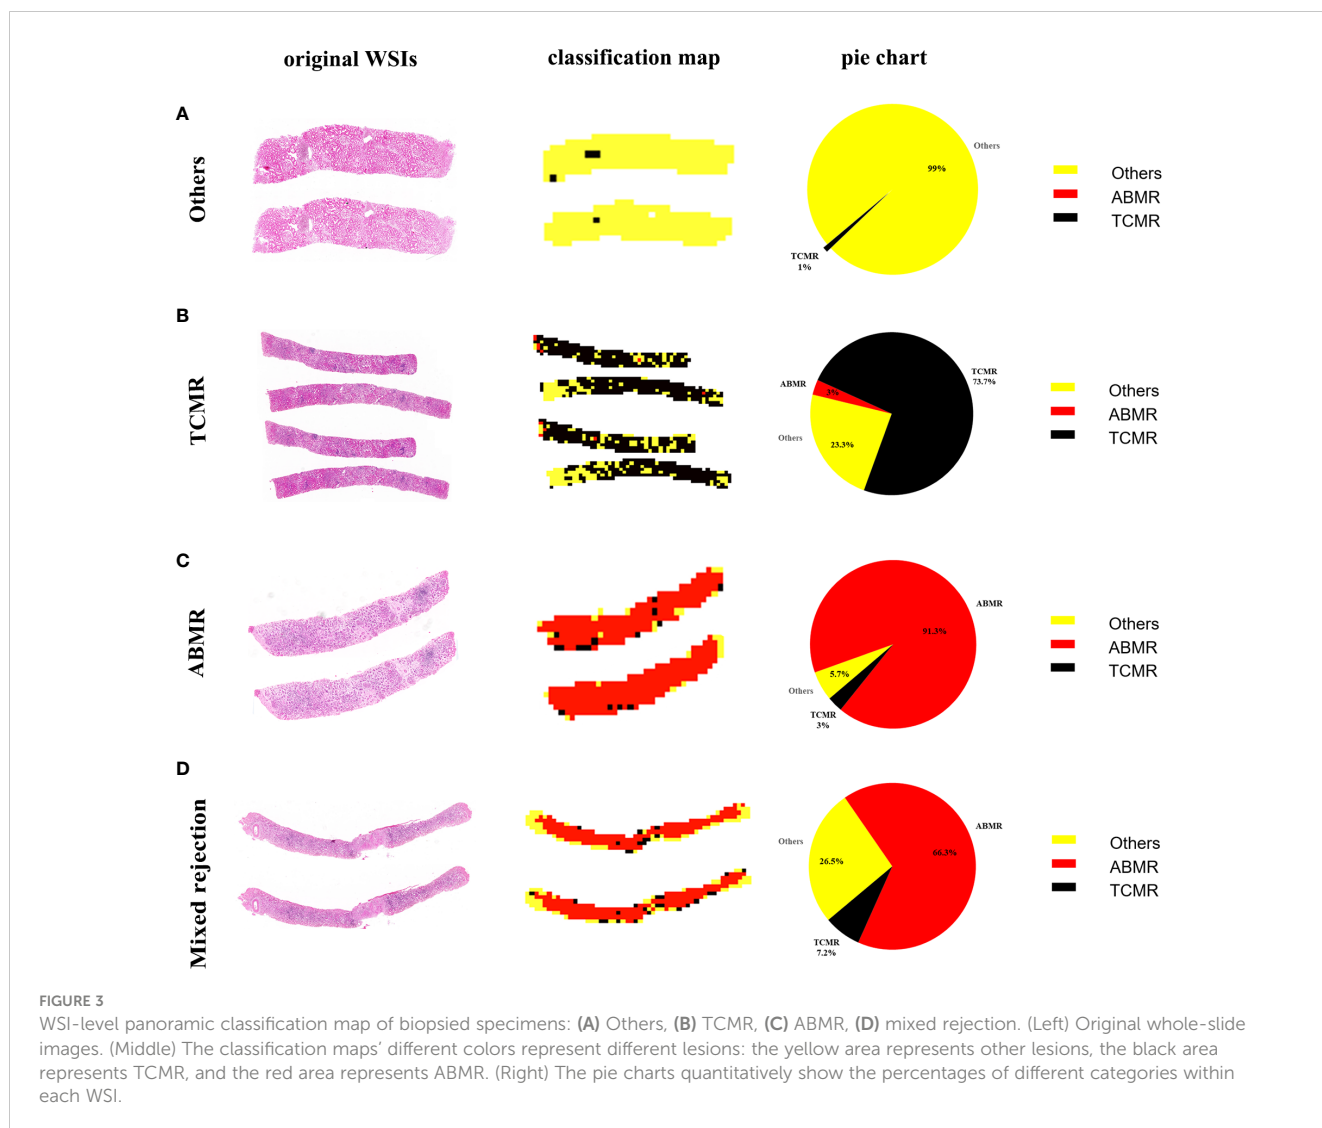 original WSIs classification map pie chart
A
Others
Others
99%
TCMR
1%
Others
ABMR
TCMR
B
TCMR
TCMR
73.7%
ABMR
3%
Others
23.3%
Others
ABMR
TCMR
C
ABMR
ABMR
91.3%
5.7%
Others
TCMR
3%
Others
ABMR
TCMR
D
Mixed rejection
ABMR
66.3%
Others
26.5%
TCMR
7.2%
Others
ABMR
TCMR
FIGURE 3
WSI-level panoramic classification map of biopsied specimens: (A) Others, (B) TCMR, (C) ABMR, (D) mixed rejection. (Left) Original whole-slide
images. (Middle) The classification maps’ different colors represent different lesions: the yellow area represents other lesions, the black area
represents TCMR, and the red area represents ABMR. (Right) The pie charts quantitatively show the percentages of different categories within
each WSI.